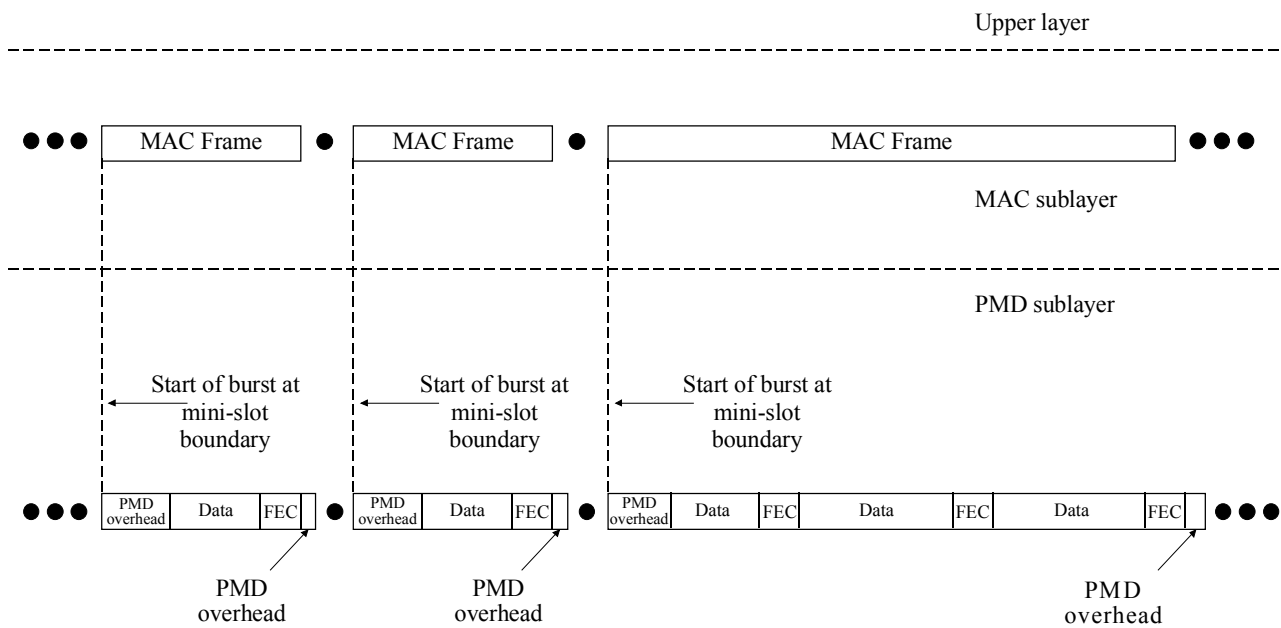 Upper layer
MAC Frame
MAC Frame
MAC Frame
MAC sublayer
PMD sublayer
Start of burst at
mini-slot
boundary
Start of burst at
mini-slot
boundary
Start of burst at
mini-slot
boundary
PMD
overhead
Data
FEC
PMD
overhead
Data
FEC
PMD
overhead
Data
FEC
Data
FEC
Data
FEC
PMD
overhead
PMD
overhead
PMD
overhead